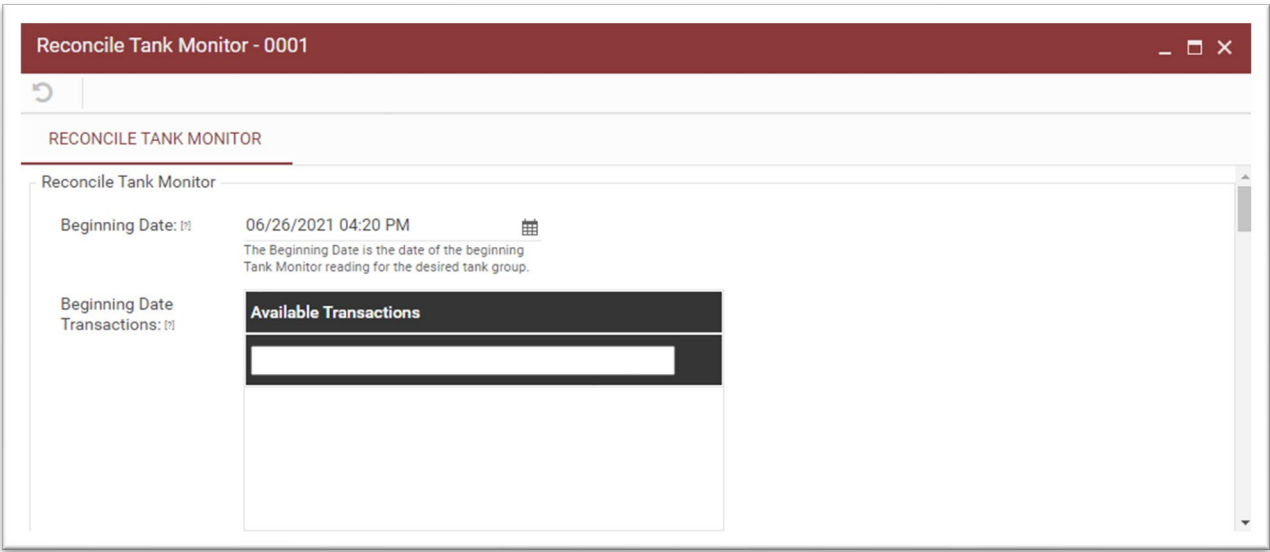 Reconcile Tank Monitor - 0001
RECONCILE TANK MONITOR
Reconcile Tank Monitor
Beginning Date: [?]
06/26/2021 04:20 PM
The Beginning Date is the date of the beginning
Tank Monitor reading for the desired tank group.
Beginning Date
Transactions: [?]
Available Transactions